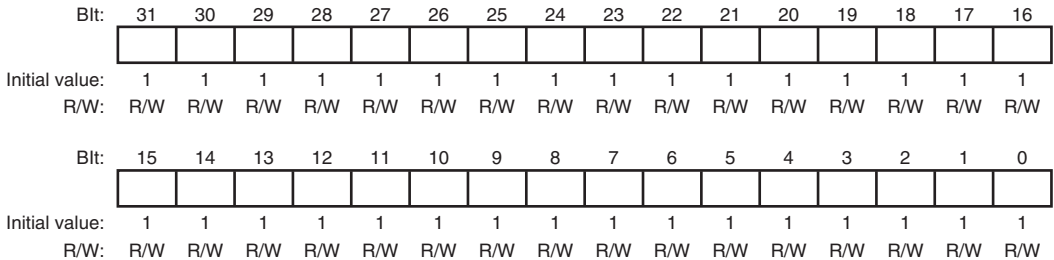 BIt: 31 30 29 28 27 26 25 24 23 22 21 20 19 18 17 16
Initial value: 1 1 1 1 1 1 1 1 1 1 1 1 1 1 1 1
R/W: R/W R/W R/W R/W R/W R/W R/W R/W R/W R/W R/W R/W R/W R/W R/W R/W
BIt: 15 14 13 12 11 10 9 8 7 6 5 4 3 2 1 0
Initial value: 1 1 1 1 1 1 1 1 1 1 1 1 1 1 1 1
R/W: R/W R/W R/W R/W R/W R/W R/W R/W R/W R/W R/W R/W R/W R/W R/W R/W